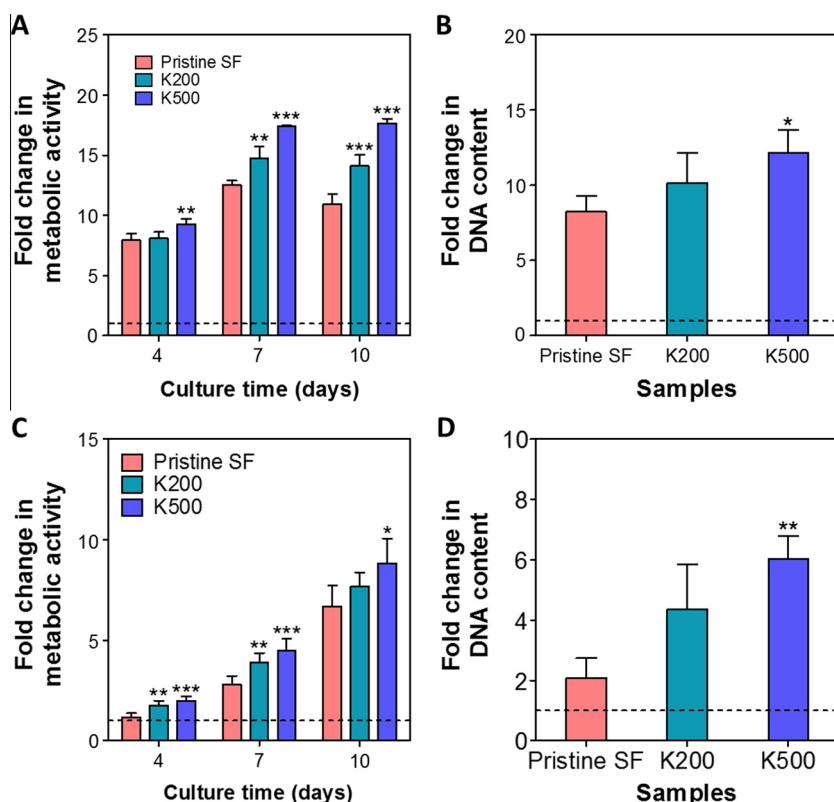 A
Fold change in
metabolic activity
25
20
15
10
5
0
Pristine SF
K200
K500
**
**
***
***
***
4
7
10
Culture time (days)
B
Fold change in
DNA content
20
15
10
5
0
*
Pristine SF
K200
K500
Samples
C
Fold change in
metabolic activity
15
10
5
0
Pristine SF
K200
K500
**
***
**
***
*
4
7
10
Culture time (days)
D
Fold change in
DNA content
10
8
6
4
2
0
**
Pristine SF
K200
K500
Samples